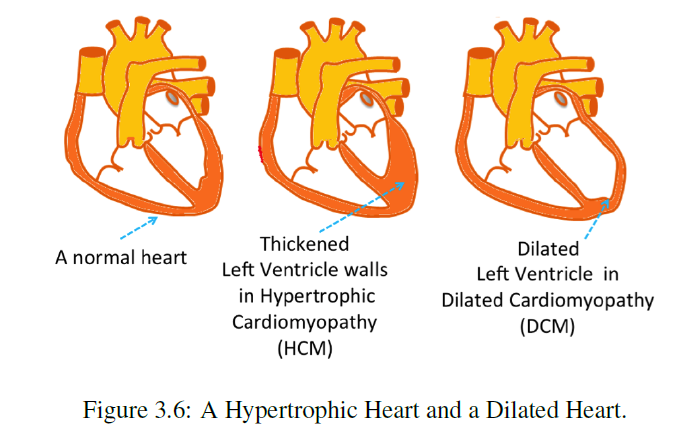 A normal heart
Thickened
Left Ventricle walls
in Hypertrophic
Cardiomyopathy
(HCM)
Dilated
Left Ventricle in
Dilated Cardiomyopathy
(DCM)
Figure 3.6: A Hypertrophic Heart and a Dilated Heart.